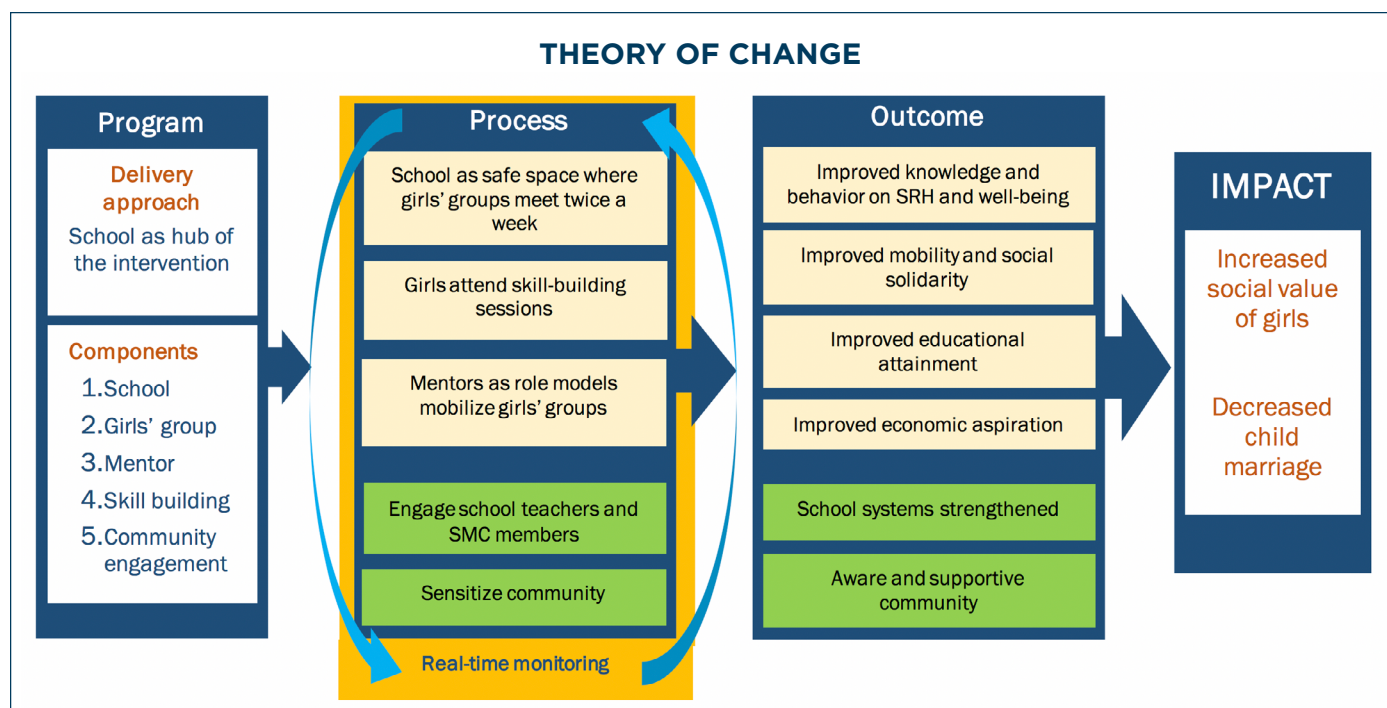 THEORY OF CHANGE
Program
Delivery
approach
School as hub of
the intervention
Components
1.School
2.Girls’ group
3.Mentor
4.Skill building
5.Community
engagement
Process
School as safe space where
girls’ groups meet twice a
week
Girls attend skill-building
sessions
Mentors as role models
mobilize girls’ groups
Engage school teachers and
SMC members
Sensitize community
Real-time monitoring
Outcome
Improved knowledge and
behavior on SRH and well-being
Improved mobility and social
solidarity
Improved educational
attainment
Improved economic aspiration
School systems strengthened
Aware and supportive
community
IMPACT
Increased
social value
of girls
Decreased
child
marriage